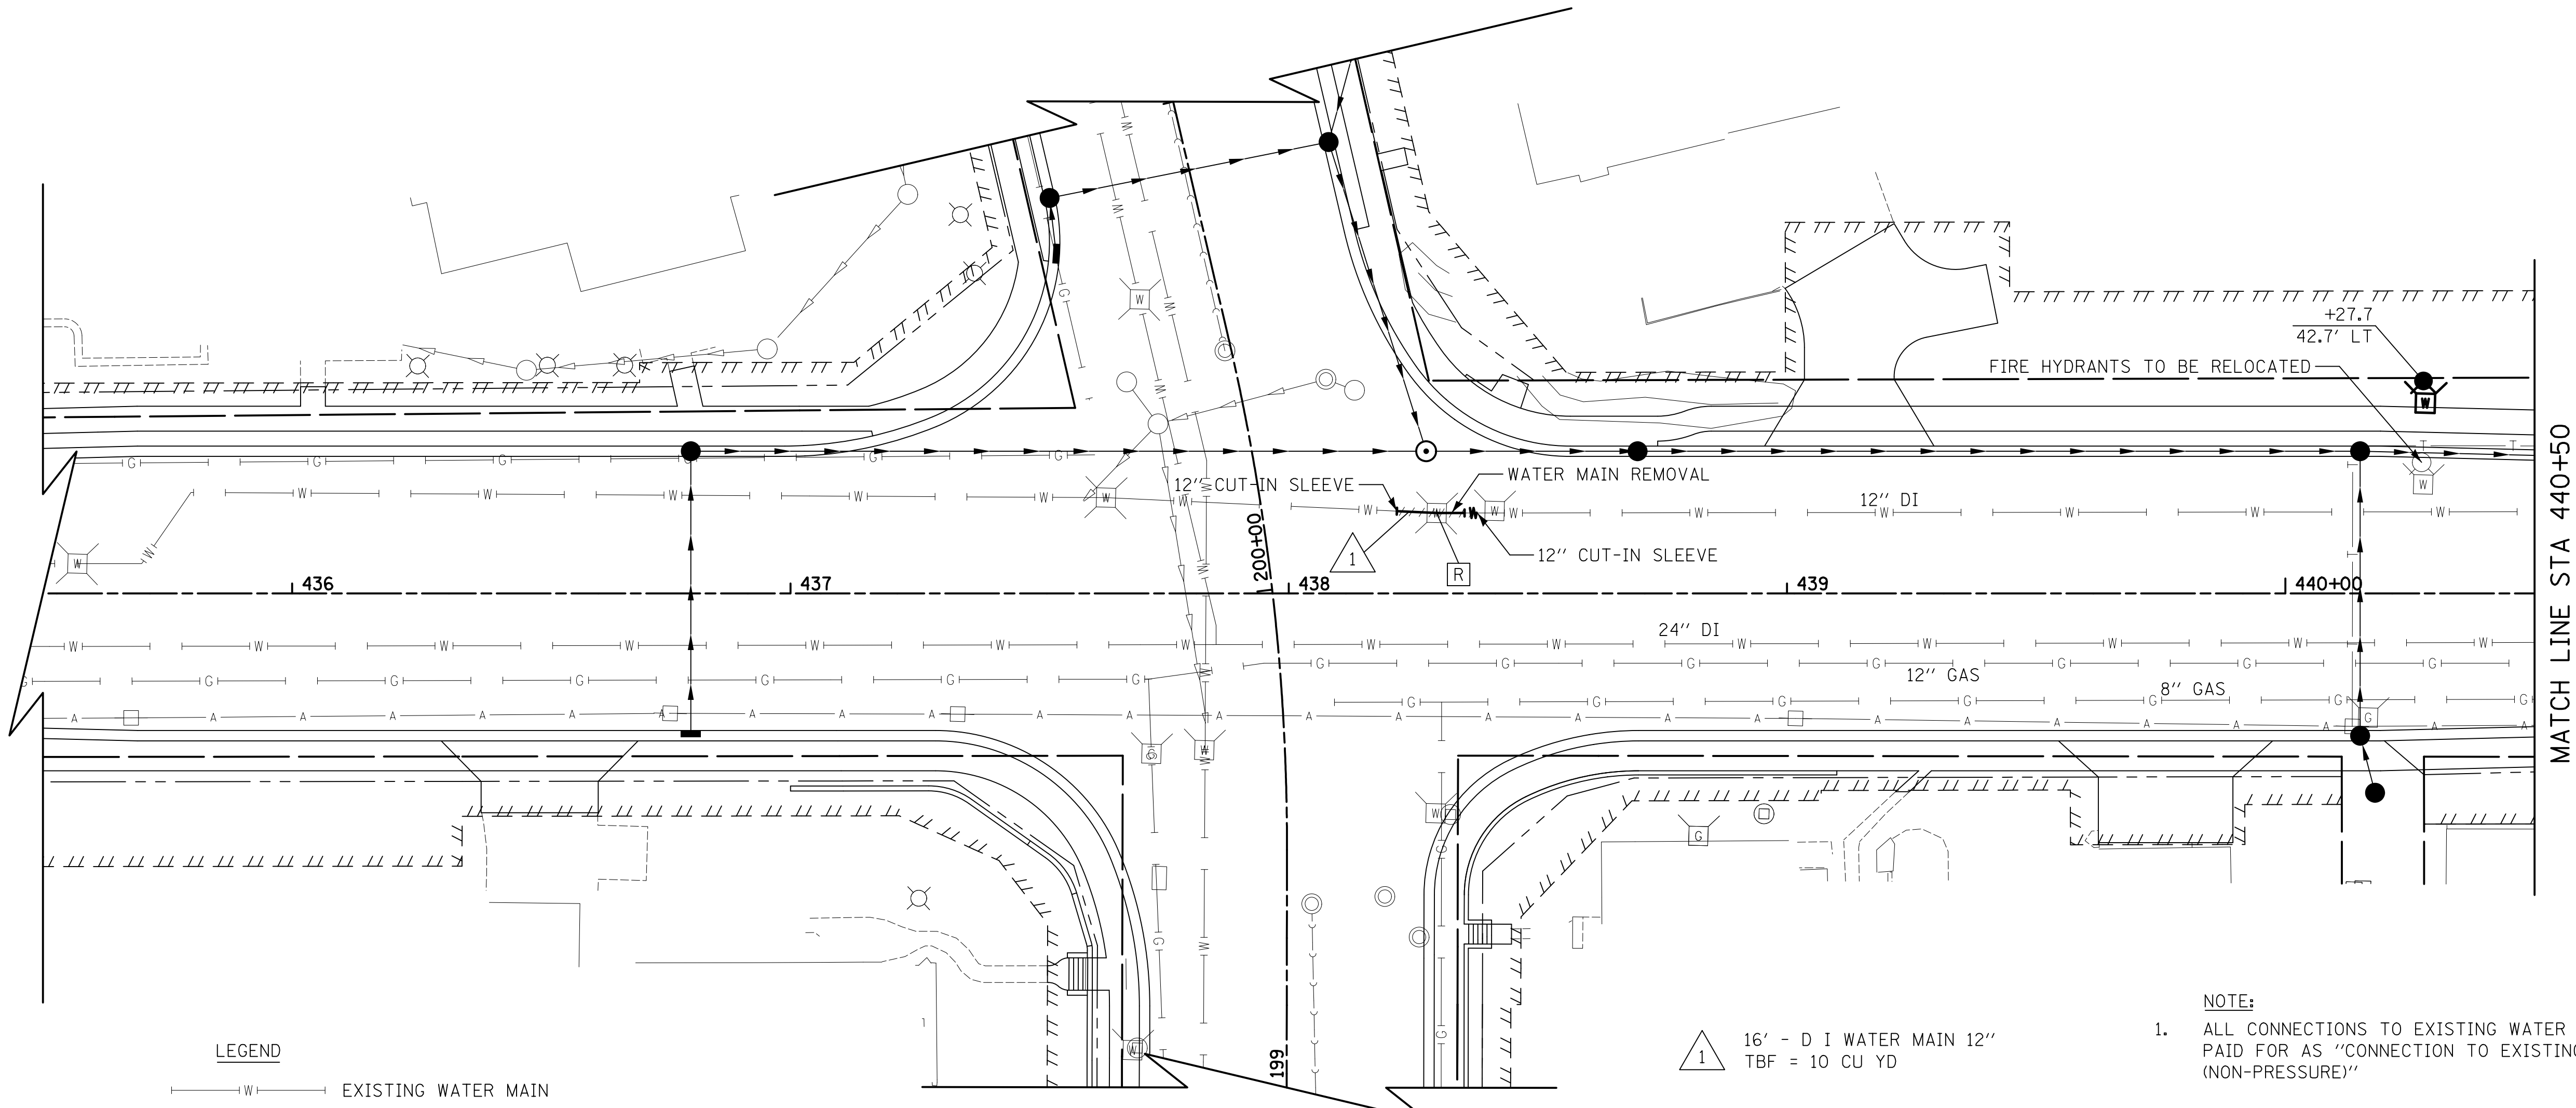 +27.7
42.7' LT
FIRE HYDRANTS TO BE RELOCATED
WATER MAIN REMOVAL
12" CUT-IN SLEEVE
12" DI
12" CUT-IN SLEEVE
1
R
200+00
436
437
438
439
440+00
MATCH LINE STA 440+50
24" DI
12" GAS
8" GAS
199
LEGEND
W EXISTING WATER MAIN
1
16' - D I WATER MAIN 12"
TBF = 10 CU YD
NOTE:
1. ALL CONNECTIONS TO EXISTING WATER
PAID FOR AS "CONNECTION TO EXISTING
(NON-PRESSURE)"